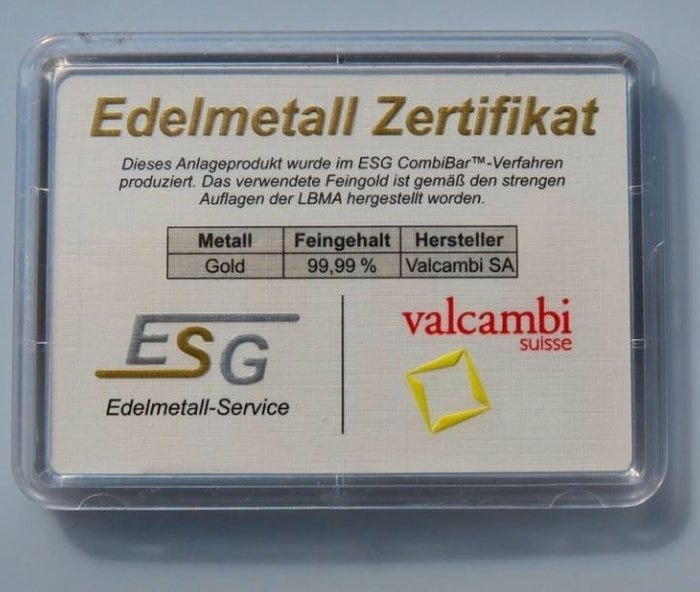 Edelmetall Zertifikat
Dieses Anlageprodukt wurde im ESG CombiBar™-Verfahren
produziert. Das verwendete Feingold ist gemäß den strengen
Auflagen der LBMA hergestellt worden.
Metall Feingehalt Hersteller
Gold 99,99 % Valcambi SA
ESG
Edelmetall-Service
valcambi
suisse